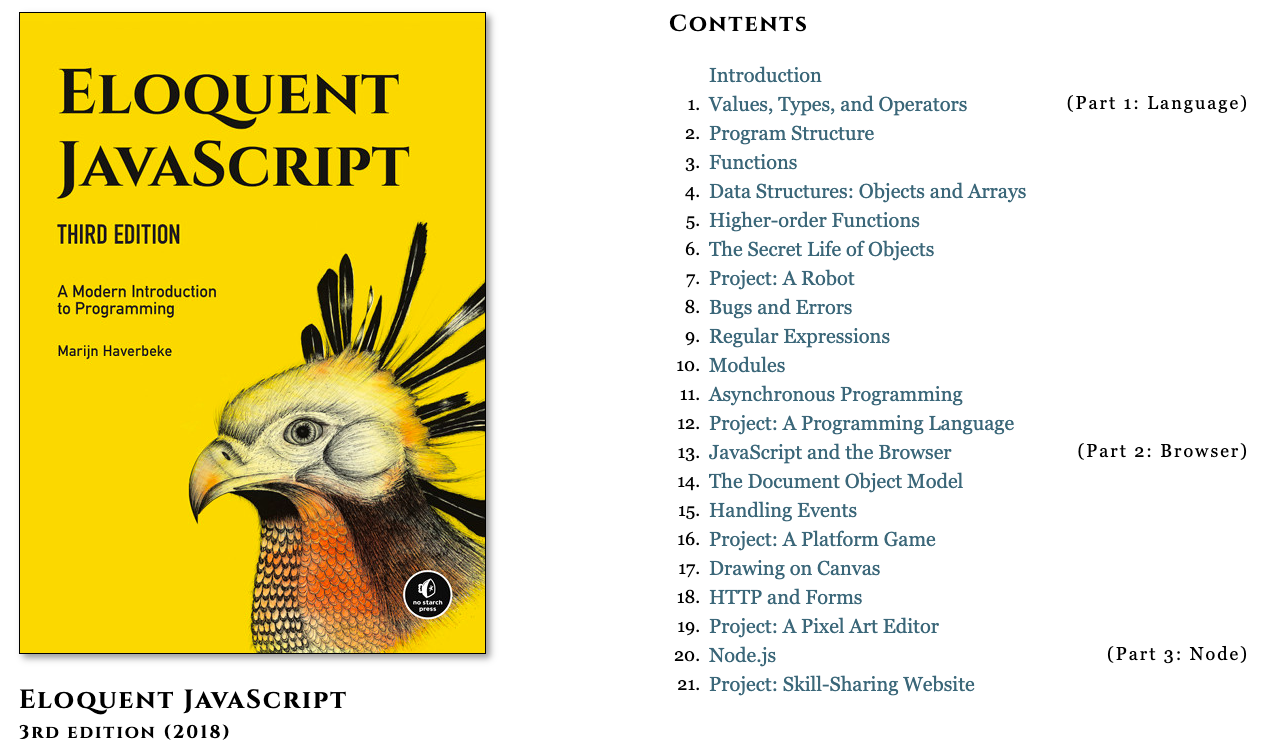 ELOQUENT
JAVASCRIPT
THIRD EDITION
A Modern Introduction
to Programming
Marijn Haverbeke
no starch
press
ELOQUENT JAVASCRIPT
3RD EDITION (2018)
CONTENTS
Introduction
1. Values, Types, and Operators (Part 1: Language)
2. Program Structure
3. Functions
4. Data Structures: Objects and Arrays
5. Higher-order Functions
6. The Secret Life of Objects
7. Project: A Robot
8. Bugs and Errors
9. Regular Expressions
10. Modules
11. Asynchronous Programming
12. Project: A Programming Language
13. JavaScript and the Browser (Part 2: Browser)
14. The Document Object Model
15. Handling Events
16. Project: A Platform Game
17. Drawing on Canvas
18. HTTP and Forms
19. Project: A Pixel Art Editor
20. Node.js (Part 3: Node)
21. Project: Skill-Sharing Website